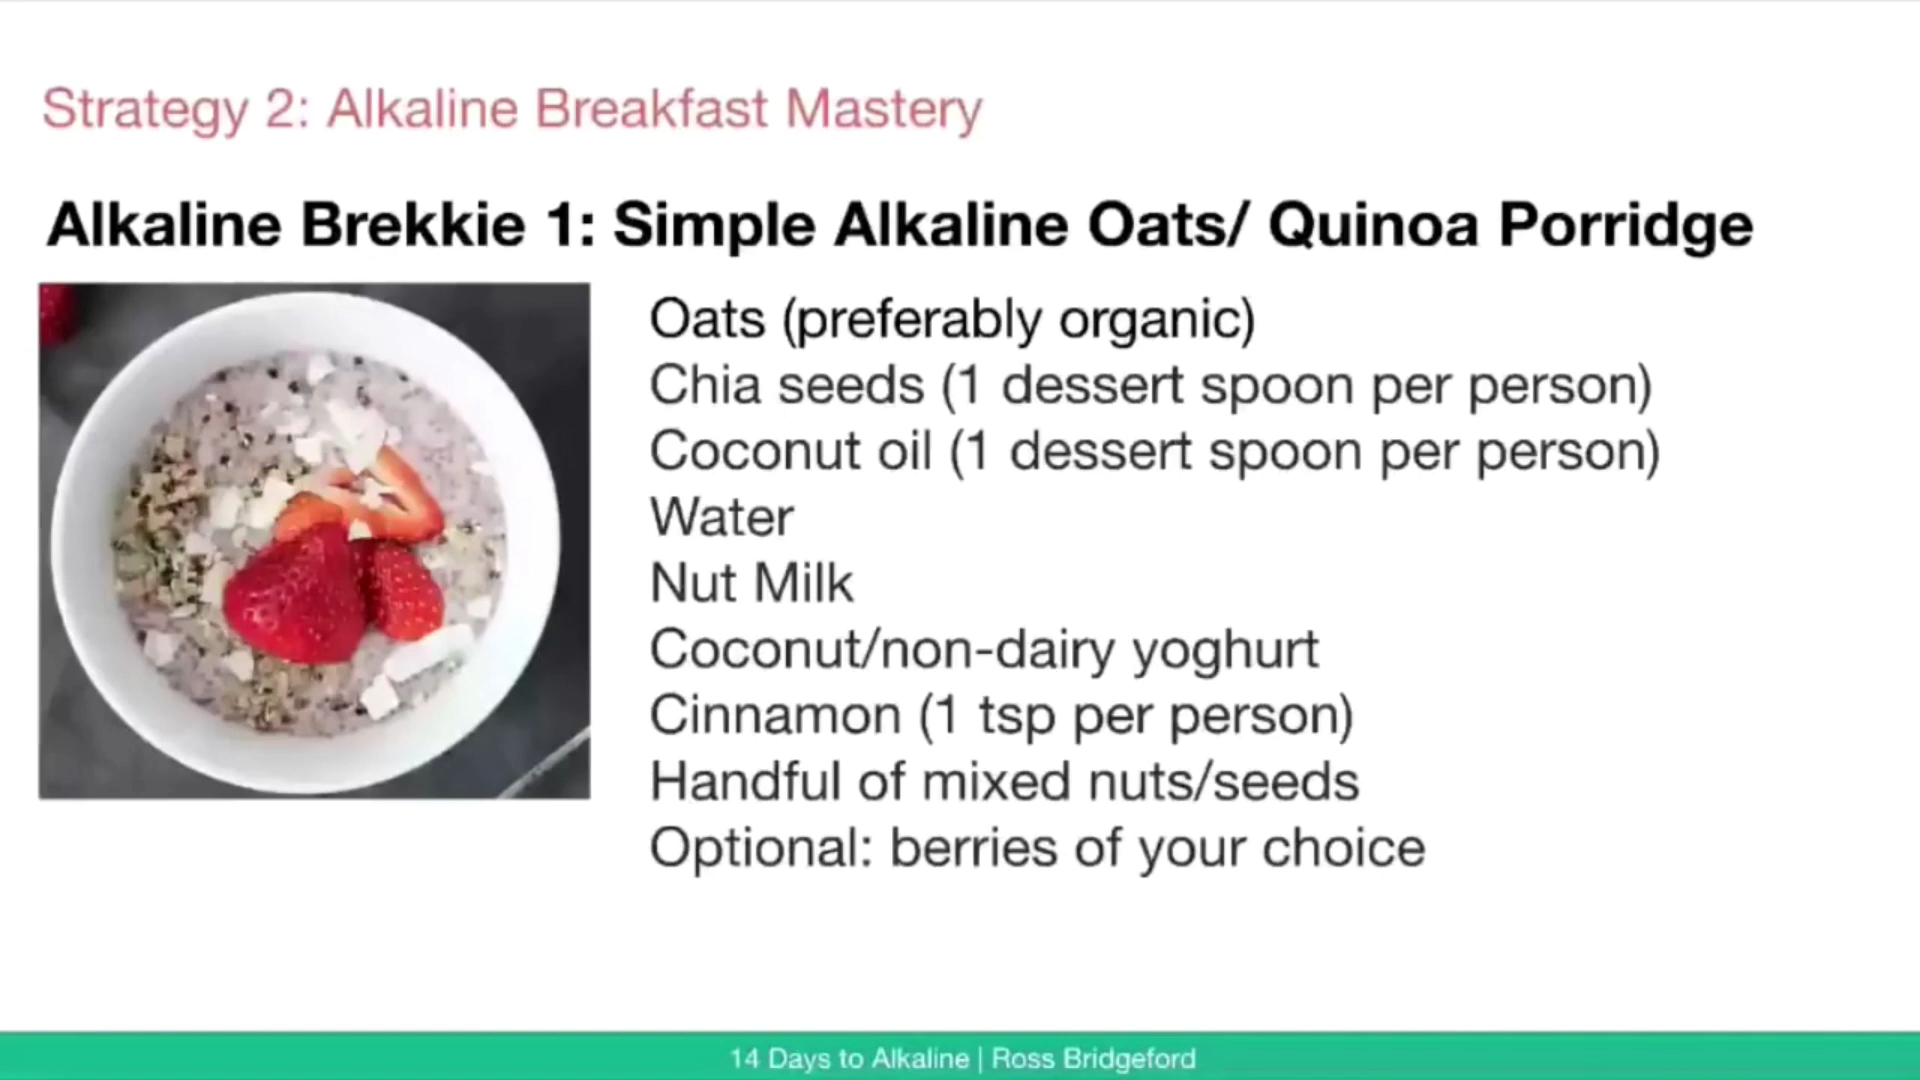 Strategy 2: Alkaline Breakfast Mastery
Alkaline Brekkie 1: Simple Alkaline Oats/ Quinoa Porridge
Oats (preferably organic)
Chia seeds (1 dessert spoon per person)
Coconut oil (1 dessert spoon per person)
Water
Nut Milk
Coconut/non-dairy yoghurt
Cinnamon (1 tsp per person)
Handful of mixed nuts/seeds
Optional: berries of your choice
14 Days to Alkaline | Ross Bridgeford